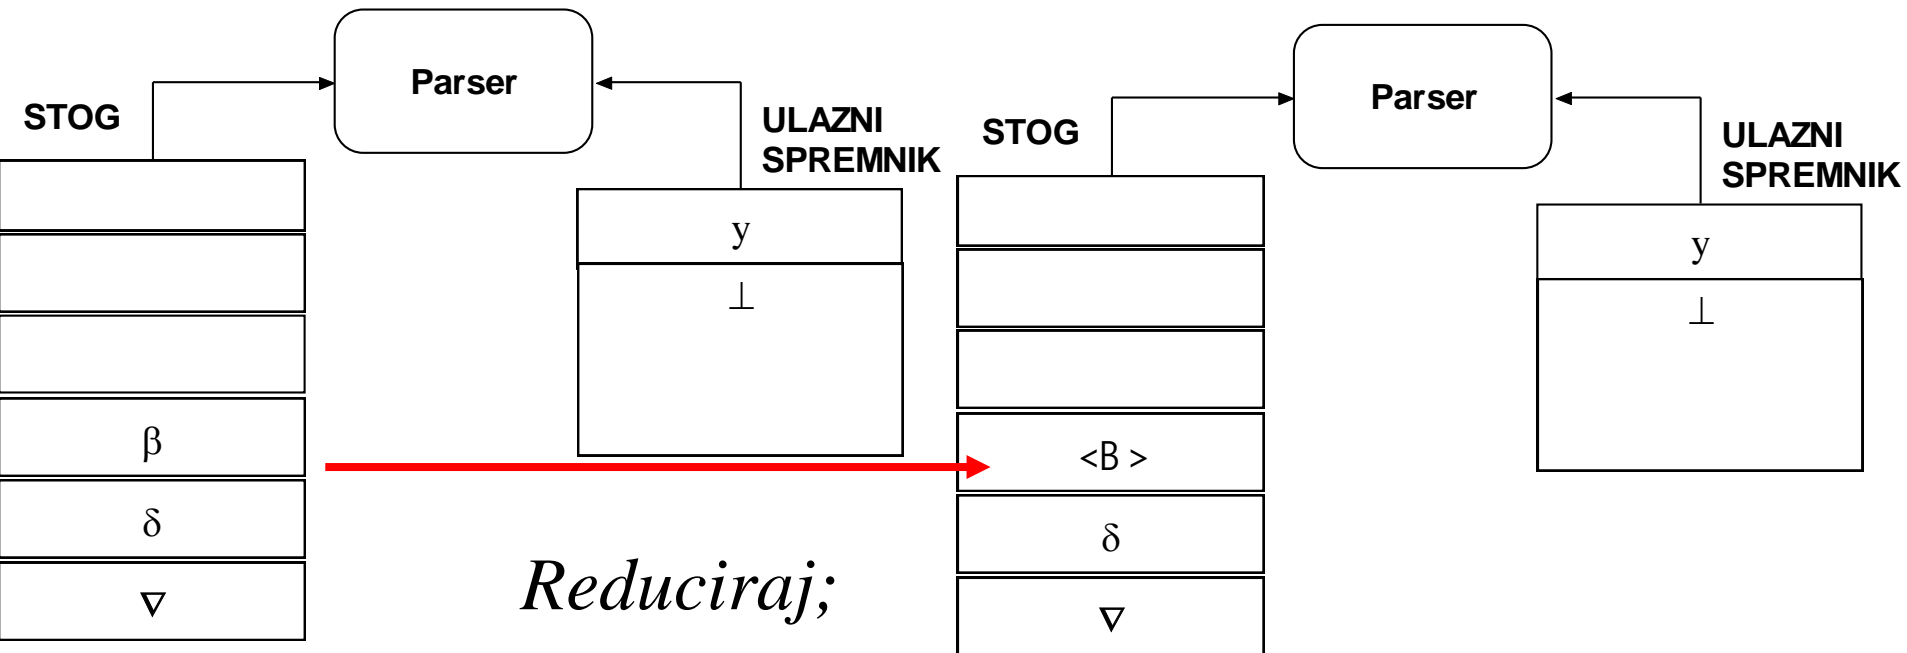 Parser
STOG
ULAZNI
SPREMNIK
y
⊥
β
δ
∇
Reduciraj;
Parser
STOG
ULAZNI
SPREMNIK
y
⊥
<B >
δ
∇